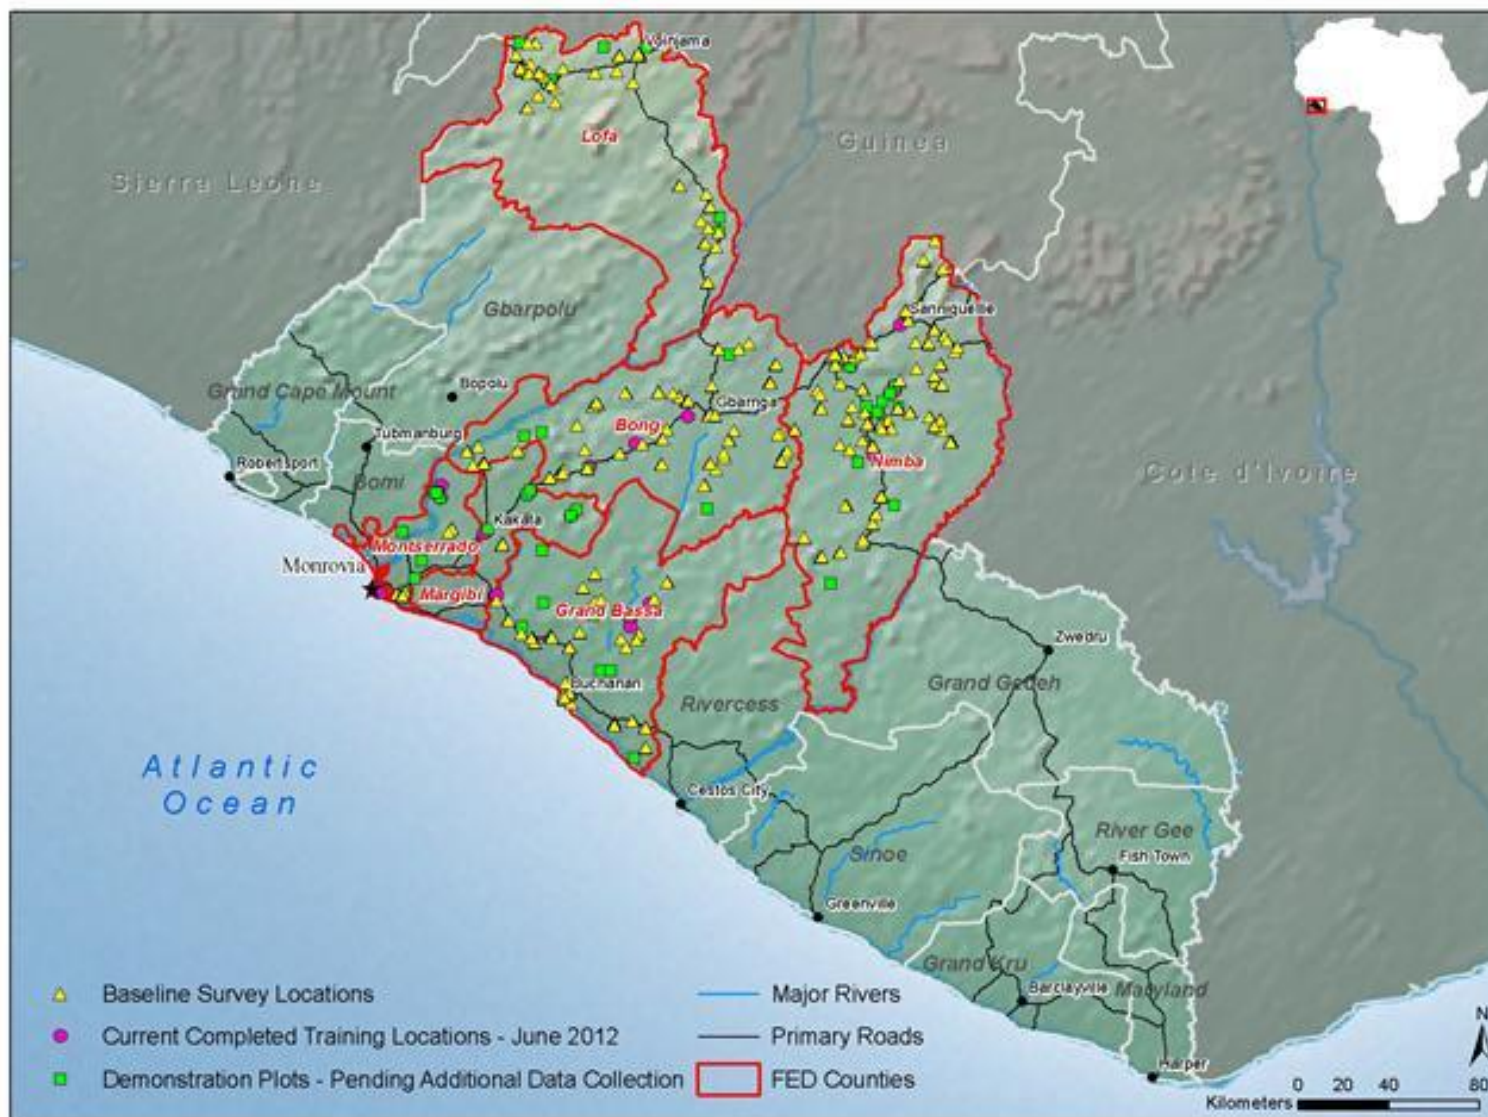 Voinjama
Lofa
Guinea
Sierra Leone
Sanniquellie
Gbarpolu
Grand Cape Mount
Bopolu
Gbarnga
Bong
Tubmanburg
Nimba
Cote d'Ivoire
Robertsport
Bomi
Kakata
Montserrado
Monrovia
Margibi
Grand Bassa
Zwedru
Buchanan
Grand Gedeh
Rivercess
Atlantic
Ocean
Cestos City
River Gee
Sinoe
Fish Town
Greenville
Grand Kru
Barclayville
Maryland
Harper
Baseline Survey Locations
Current Completed Training Locations - June 2012
Demonstration Plots - Pending Additional Data Collection
Major Rivers
Primary Roads
FED Counties
N
0 20 40 80
Kilometers